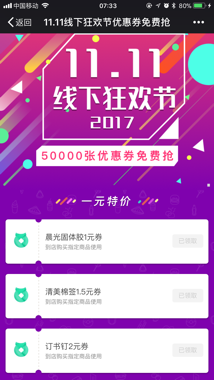 中国移动 07:33 80%
返回 11.11线下狂欢节优惠券免费抢
11.11
线下狂欢节
2017
50000张优惠券免费抢
一元特价
晨光固体胶1元券
到店购买指定商品使用
已领取
清美棉签1.5元券
到店购买指定商品使用
已领取
订书钉2元券
到店购买指定商品使用
已领取